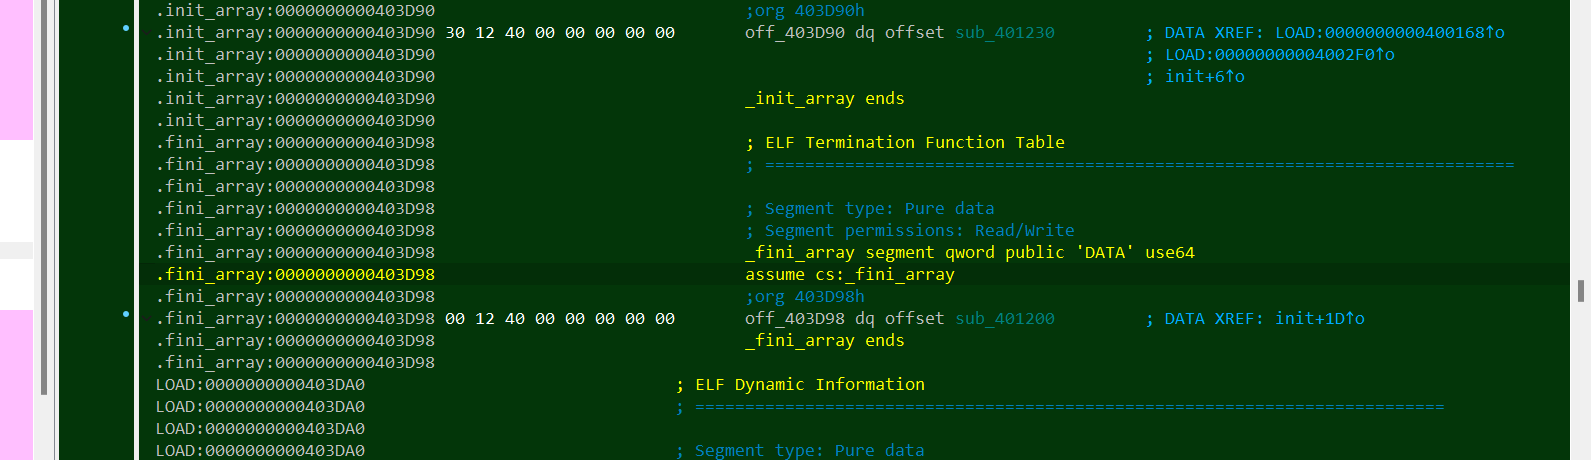 .init_array:0000000000403D90 ;org 403D90h
.init_array:0000000000403D90 30 12 40 00 00 00 00 00 off_403D90 dq offset sub_401230 ; DATA XREF: LOAD:0000000000400168↑o
.init_array:0000000000403D90 ; LOAD:00000000004002F0↑o
.init_array:0000000000403D90 ; init+6↑o
.init_array:0000000000403D90 _init_array ends
.init_array:0000000000403D90
.fini_array:0000000000403D98 ; ELF Termination Function Table
.fini_array:0000000000403D98 ; ===========================================================================
.fini_array:0000000000403D98
.fini_array:0000000000403D98 ; Segment type: Pure data
.fini_array:0000000000403D98 ; Segment permissions: Read/Write
.fini_array:0000000000403D98 _fini_array segment qword public 'DATA' use64
.fini_array:0000000000403D98 assume cs:_fini_array
.fini_array:0000000000403D98 ;org 403D98h
.fini_array:0000000000403D98 00 12 40 00 00 00 00 00 off_403D98 dq offset sub_401200 ; DATA XREF: init+1D↑o
.fini_array:0000000000403D98 _fini_array ends
.fini_array:0000000000403D98
LOAD:0000000000403DA0 ; ELF Dynamic Information
LOAD:0000000000403DA0 ; ===========================================================================
LOAD:0000000000403DA0
LOAD:0000000000403DA0 ; Segment type: Pure data